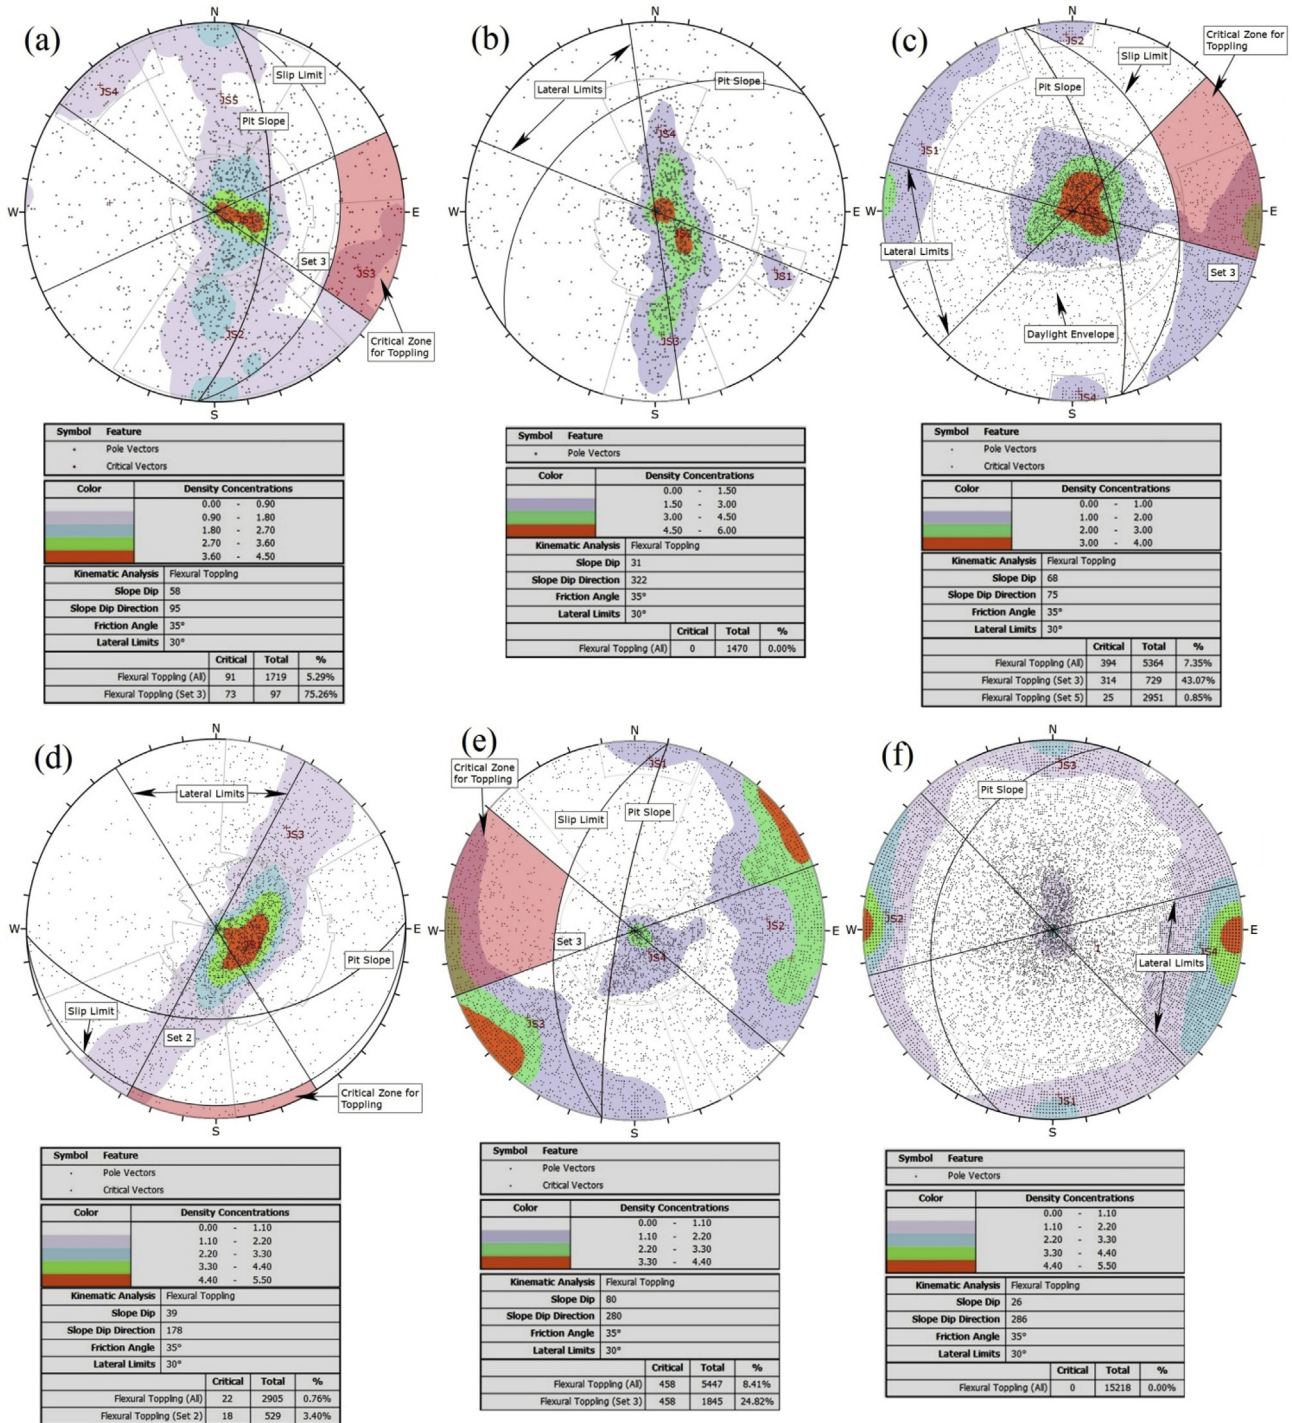 (a)
N
Slip Limit
JS4
JS5
Pit Slope
W
E
Set 3
JS3
JS2
Critical Zone
for Toppling
S
Symbol Feature
Pole Vectors
Critical Vectors
Color Density Concentrations
0.00 - 0.90
0.90 - 1.80
1.80 - 2.70
2.70 - 3.60
3.60 - 4.50
Kinematic Analysis Flexural Toppling
Slope Dip 58
Slope Dip Direction 95
Friction Angle 35°
Lateral Limits 30°
Critical Total %
Flexural Toppling (All) 91 1719 5.29%
Flexural Toppling (Set 3) 73 97 75.26%
(b)
N
Lateral Limits
Pit Slope
JS4
W
E
JS1
JS3
S
Symbol Feature
Pole Vectors
Color Density Concentrations
0.00 - 1.50
1.50 - 3.00
3.00 - 4.50
4.50 - 6.00
Kinematic Analysis Flexural Toppling
Slope Dip 31
Slope Dip Direction 322
Friction Angle 35°
Lateral Limits 30°
Critical Total %
Flexural Toppling (All) 0 1470 0.00%
(c)
N
JS2
Slip Limit
Critical Zone for
Toppling
Pit Slope
JS1
W
E
Lateral Limits
Set 3
Daylight Envelope
JS4
S
Symbol Feature
Pole Vectors
Critical Vectors
Color Density Concentrations
0.00 - 1.00
1.00 - 2.00
2.00 - 3.00
3.00 - 4.00
Kinematic Analysis Flexural Toppling
Slope Dip 68
Slope Dip Direction 75
Friction Angle 35°
Lateral Limits 30°
Critical Total %
Flexural Toppling (All) 394 5364 7.35%
Flexural Toppling (Set 3) 314 729 43.07%
Flexural Toppling (Set 5) 25 2951 0.85%
(d)
N
Lateral Limits
JS3
W
E
Pit Slope
Slip Limit
Set 2
Critical Zone for
Toppling
S
Symbol Feature
Pole Vectors
Critical Vectors
Color Density Concentrations
0.00 - 1.10
1.10 - 2.20
2.20 - 3.30
3.30 - 4.40
4.40 - 5.50
Kinematic Analysis Flexural Toppling
Slope Dip 39
Slope Dip Direction 178
Friction Angle 35°
Lateral Limits 30°
Critical Total %
Flexural Toppling (All) 22 2905 0.76%
Flexural Toppling (Set 2) 18 529 3.40%
(e)
N
Critical Zone
for Toppling
JS1
Slip Limit
Pit Slope
W
E
JS2
Set 3
JS4
JS3
S
Symbol Feature
Pole Vectors
Critical Vectors
Color Density Concentrations
0.00 - 1.10
1.10 - 2.20
2.20 - 3.30
3.30 - 4.40
Kinematic Analysis Flexural Toppling
Slope Dip 80
Slope Dip Direction 280
Friction Angle 35°
Lateral Limits 30°
Critical Total %
Flexural Toppling (All) 458 5447 8.41%
Flexural Toppling (Set 3) 458 1845 24.82%
(f)
N
JS3
Pit Slope
JS2
W
E
JS4
Lateral Limits
JS1
S
Symbol Feature
Pole Vectors
Color Density Concentrations
0.00 - 1.10
1.10 - 2.20
2.20 - 3.30
3.30 - 4.40
4.40 - 5.50
Kinematic Analysis Flexural Toppling
Slope Dip 26
Slope Dip Direction 286
Friction Angle 35°
Lateral Limits 30°
Critical Total %
Flexural Toppling (All) 0 15218 0.00%